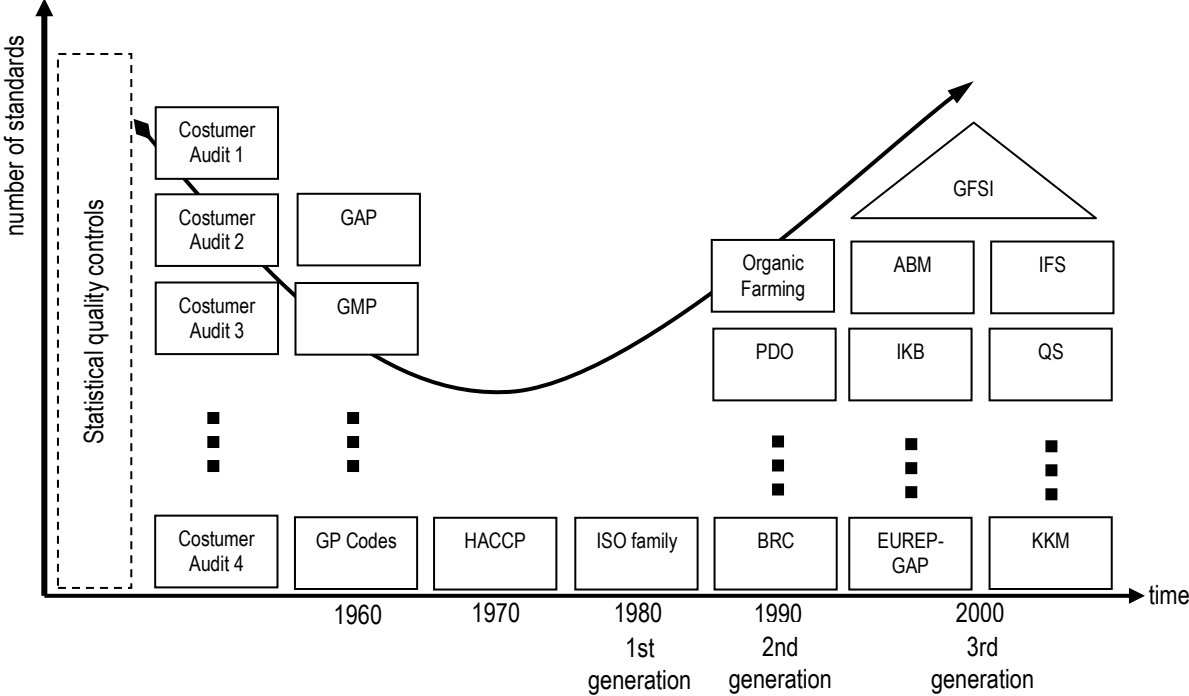 number of standards
Statistical quality controls
Costumer
Audit 1
Costumer
Audit 2
Costumer
Audit 3
Costumer
Audit 4
GAP
GMP
GP Codes
HACCP
ISO family
Organic
Farming
PDO
BRC
GFSI
ABM
IKB
EUREP-
GAP
IFS
QS
KKM
time
1960
1970
1980
1990
2000
1st
generation
2nd
generation
3rd
generation